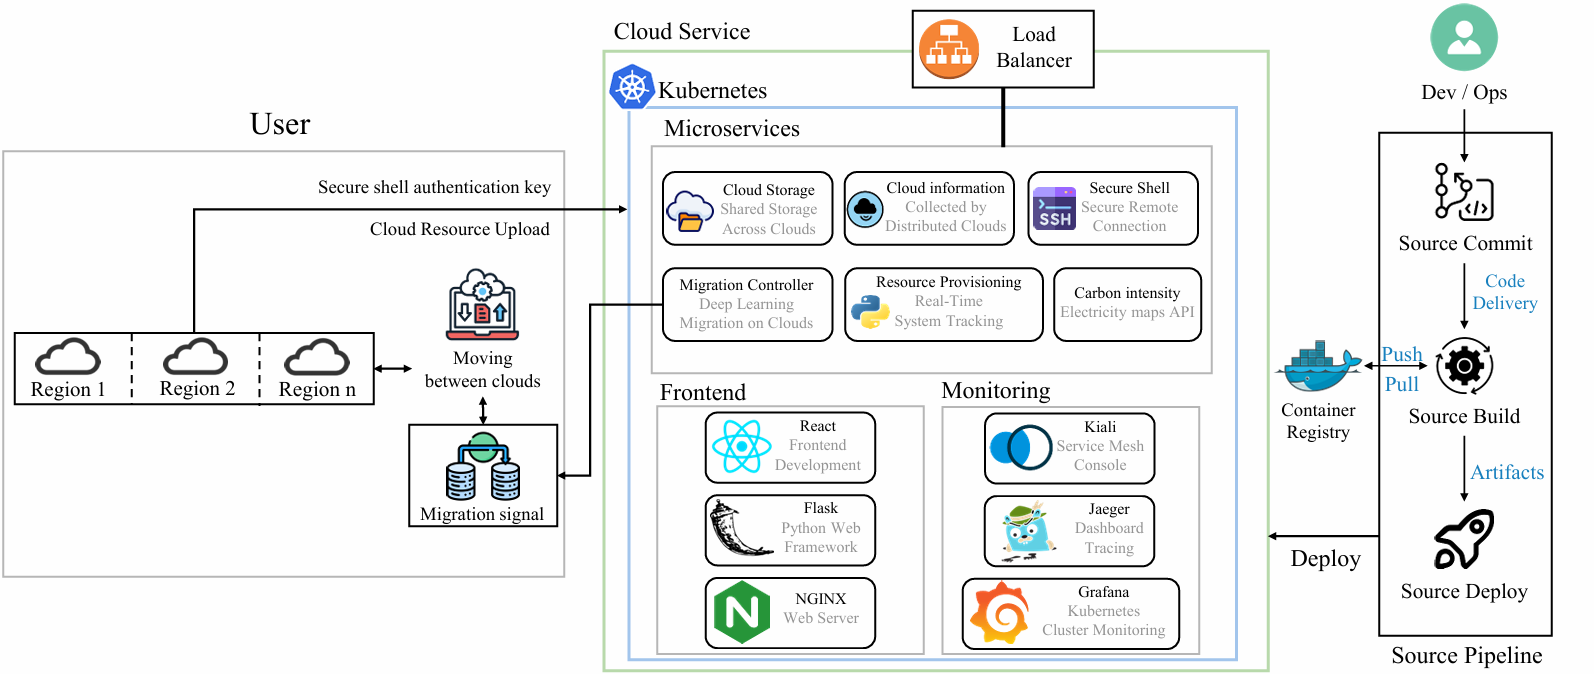 User
Secure shell authentication key
Cloud Resource Upload
Region 1
Region 2
Region n
Moving
between clouds
Migration signal
Cloud Service
Load
Balancer
Kubernetes
Microservices
Cloud Storage
Shared Storage
Across Clouds
Cloud information
Collected by
Distributed Clouds
SSH
Secure Shell
Secure Remote
Connection
Migration Controller
Deep Learning
Migration on Clouds
Resource Provisioning
Real-Time
System Tracking
Carbon intensity
Electricity maps API
Frontend
React
Frontend
Development
Flask
Python Web
Framework
N
NGINX
Web Server
Monitoring
Kiali
Service Mesh
Console
Jaeger
Dashboard
Tracing
Grafana
Kubernetes
Cluster Monitoring
Dev / Ops
Source Commit
Code
Delivery
Push
Pull
Container
Registry
Source Build
Artifacts
Deploy
Source Deploy
Source Pipeline